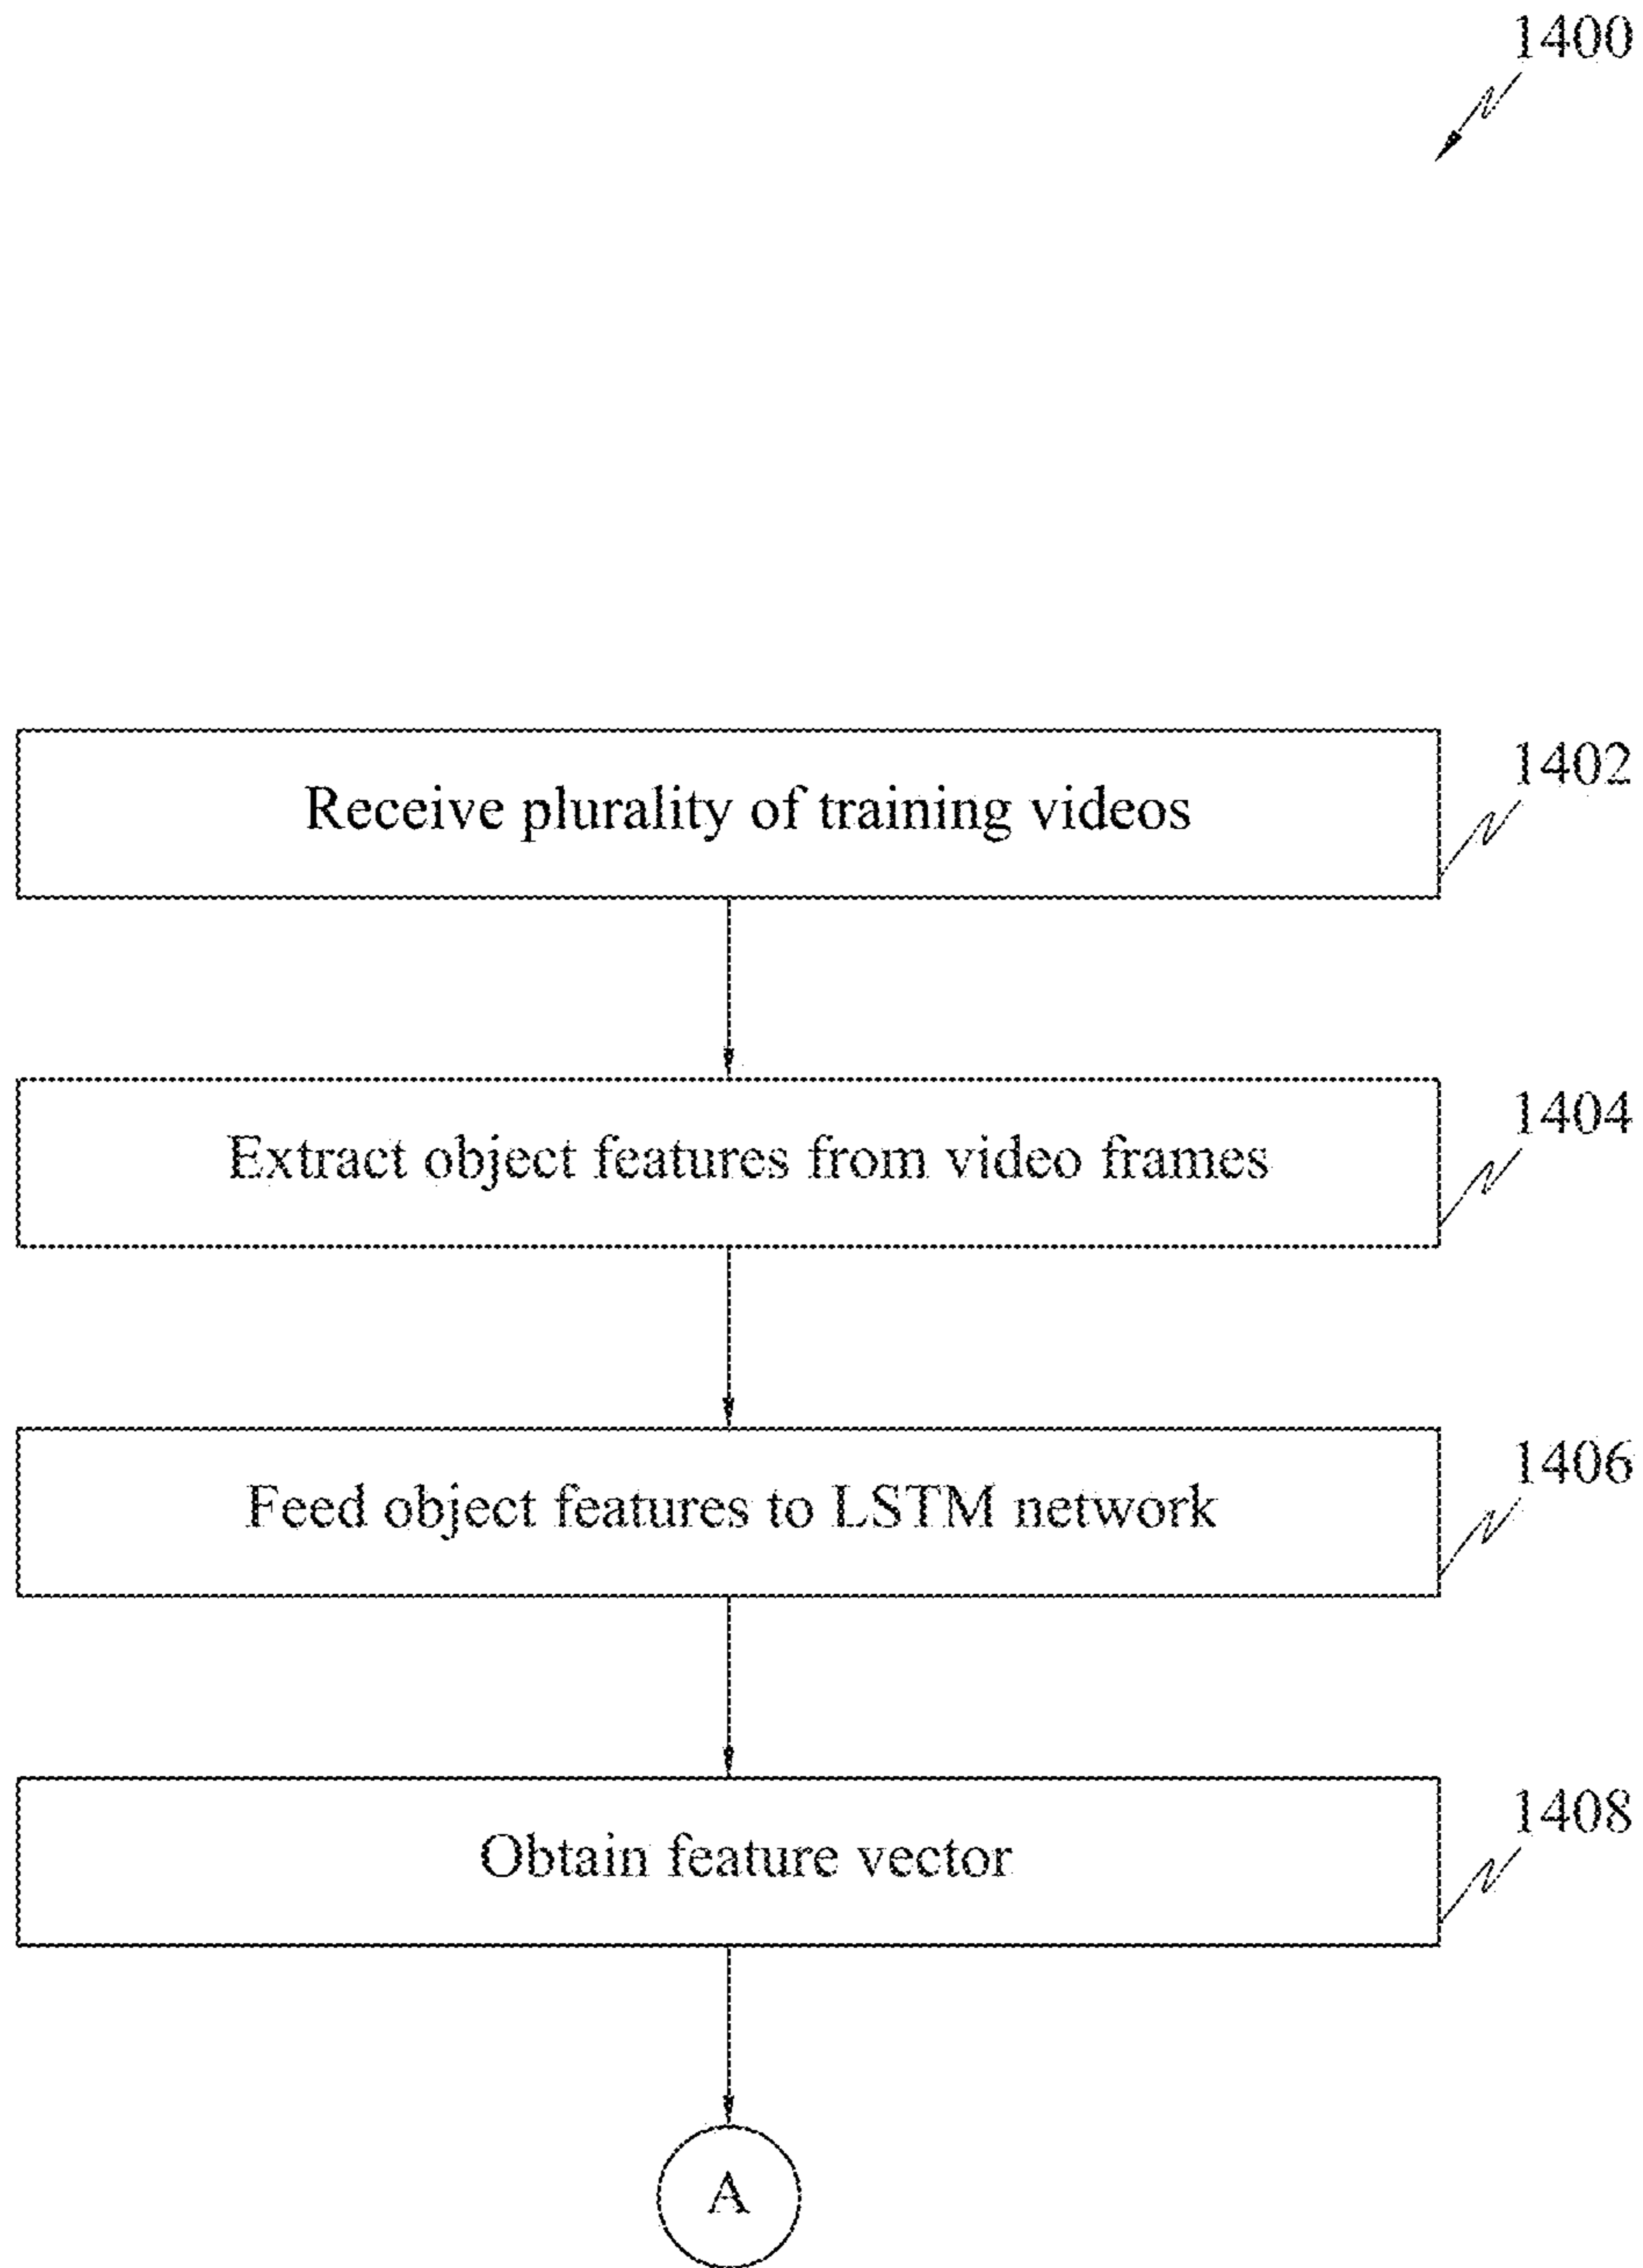 1400
Receive plurality of training videos
1402
Extract object features from video frames
1404
Feed object features to LSTM network
1406
Obtain feature vector
1408
A